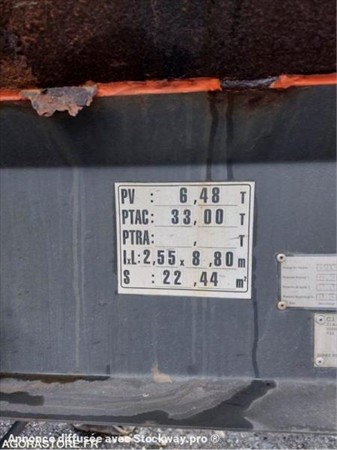 PV : 6,48 T
PTAC: 33,00 T
PTRA: , T
l×L: 2,55 x 8,80 m
S : 22,44 m²
Annonce diffusée avec Stockway.pro ®
AGORASTORE.FR